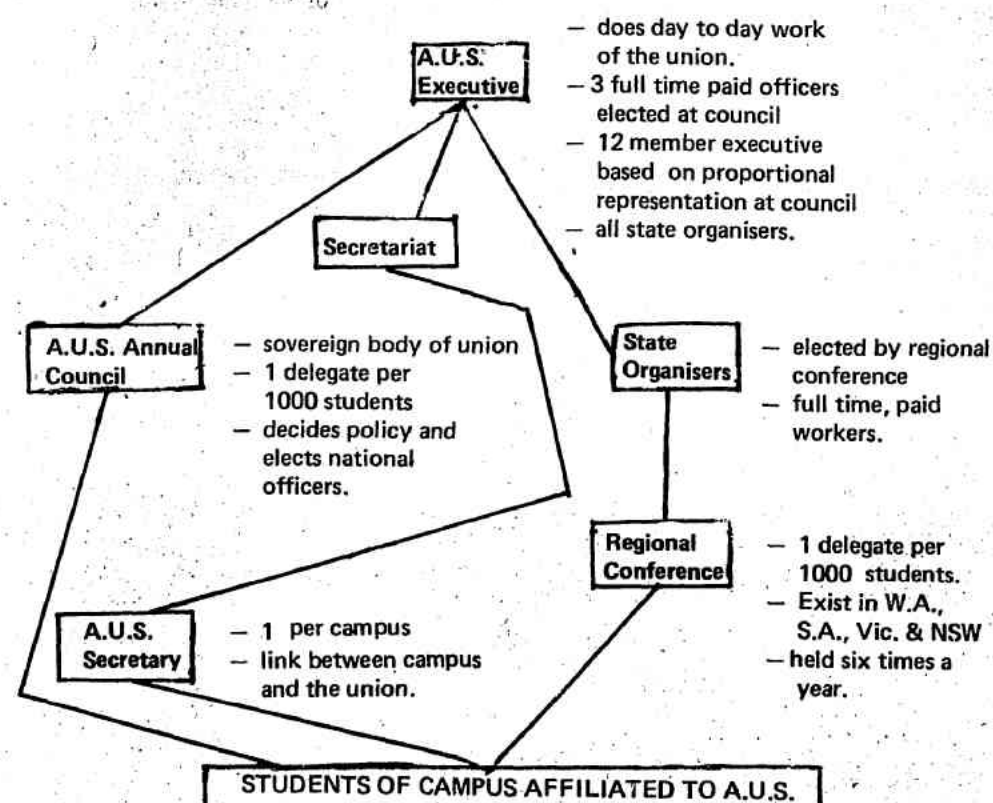 A.U.S.
Executive
— does day to day work
of the union.
— 3 full time paid officers
elected at council
— 12 member executive
based on proportional
representation at council
— all state organisers.
Secretariat
A.U.S. Annual
Council
— sovereign body of union
— 1 delegate per
1000 students
— decides policy and
elects national
officers.
State
Organisers
— elected by regional
conference
— full time, paid
workers.
Regional
Conference
— 1 delegate per
1000 students.
— Exist in W.A.,
S.A., Vic. & NSW
— held six times a
year.
A.U.S.
Secretary
— 1 per campus
— link between campus
and the union.
STUDENTS OF CAMPUS AFFILIATED TO A.U.S.